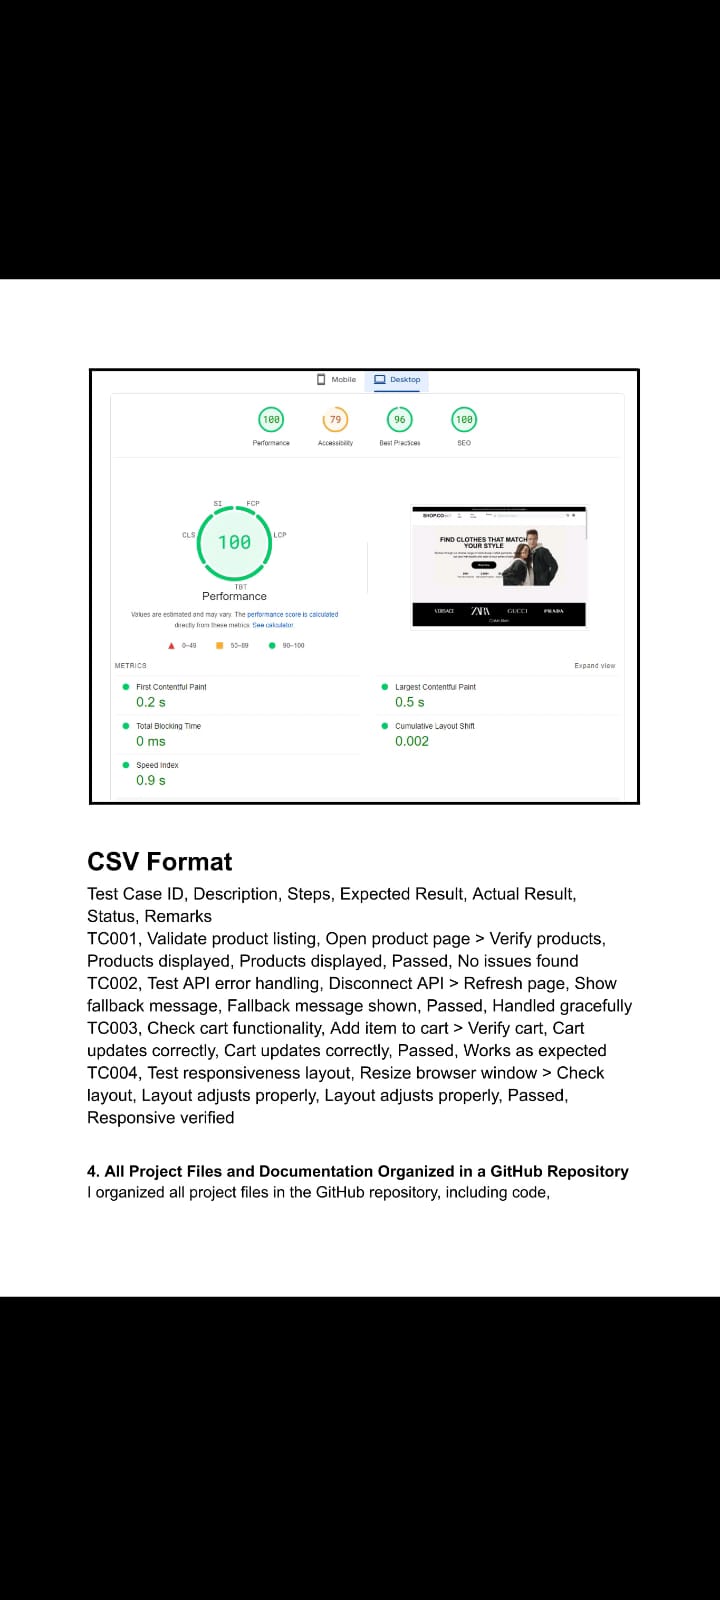 Mobile
Desktop
100
79
96
100
Performance
Accessibility
Best Practices
SEO
SI
FCP
CLS
LCP
100
TBT
Performance
Values are estimated and may vary. The performance score is calculated
directly from these metrics. See calculator.
0–49
50–89
90–100
SHOP.CO
FIND CLOTHES THAT MATCH
YOUR STYLE
VERSACE
ZARA
GUCCI
PRADA
Calvin Klein
METRICS
Expand view
First Contentful Paint
0.2 s
Largest Contentful Paint
0.5 s
Total Blocking Time
0 ms
Cumulative Layout Shift
0.002
Speed Index
0.9 s
CSV Format
Test Case ID, Description, Steps, Expected Result, Actual Result,
Status, Remarks
TC001, Validate product listing, Open product page > Verify products,
Products displayed, Products displayed, Passed, No issues found
TC002, Test API error handling, Disconnect API > Refresh page, Show
fallback message, Fallback message shown, Passed, Handled gracefully
TC003, Check cart functionality, Add item to cart > Verify cart, Cart
updates correctly, Cart updates correctly, Passed, Works as expected
TC004, Test responsiveness layout, Resize browser window > Check
layout, Layout adjusts properly, Layout adjusts properly, Passed,
Responsive verified
4. All Project Files and Documentation Organized in a GitHub Repository
I organized all project files in the GitHub repository, including code,